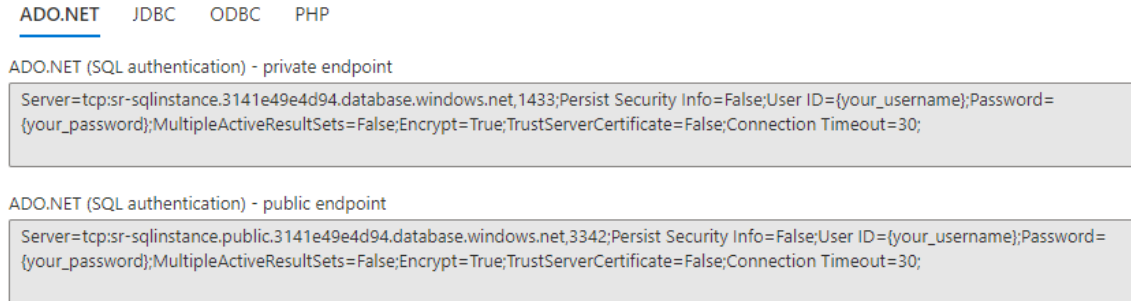 ADO.NET JDBC ODBC PHP
ADO.NET (SQL authentication) - private endpoint
Server=tcp:sr-sqlinstance.3141e49e4d94.database.windows.net,1433;Persist Security Info=False;User ID={your_username};Password=
{your_password};MultipleActiveResultSets=False;Encrypt=True;TrustServerCertificate=False;Connection Timeout=30;
ADO.NET (SQL authentication) - public endpoint
Server=tcp:sr-sqlinstance.public.3141e49e4d94.database.windows.net,3342;Persist Security Info=False;User ID={your_username};Password=
{your_password};MultipleActiveResultSets=False;Encrypt=True;TrustServerCertificate=False;Connection Timeout=30;